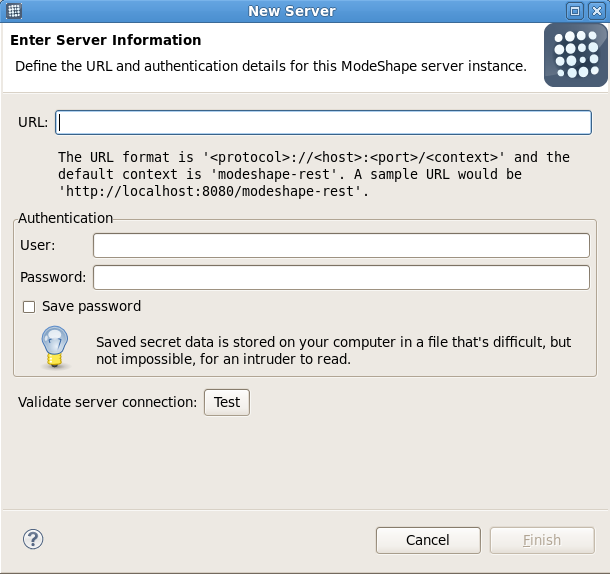 New Server
Enter Server Information
Define the URL and authentication details for this ModeShape server instance.
URL:
The URL format is '<protocol>://<host>:<port>/<context>' and the
default context is 'modeshape-rest'. A sample URL would be
'http://localhost:8080/modeshape-rest'.
Authentication
User:
Password:
Save password
Saved secret data is stored on your computer in a file that's difficult, but
not impossible, for an intruder to read.
Validate server connection: Test
? Cancel Finish